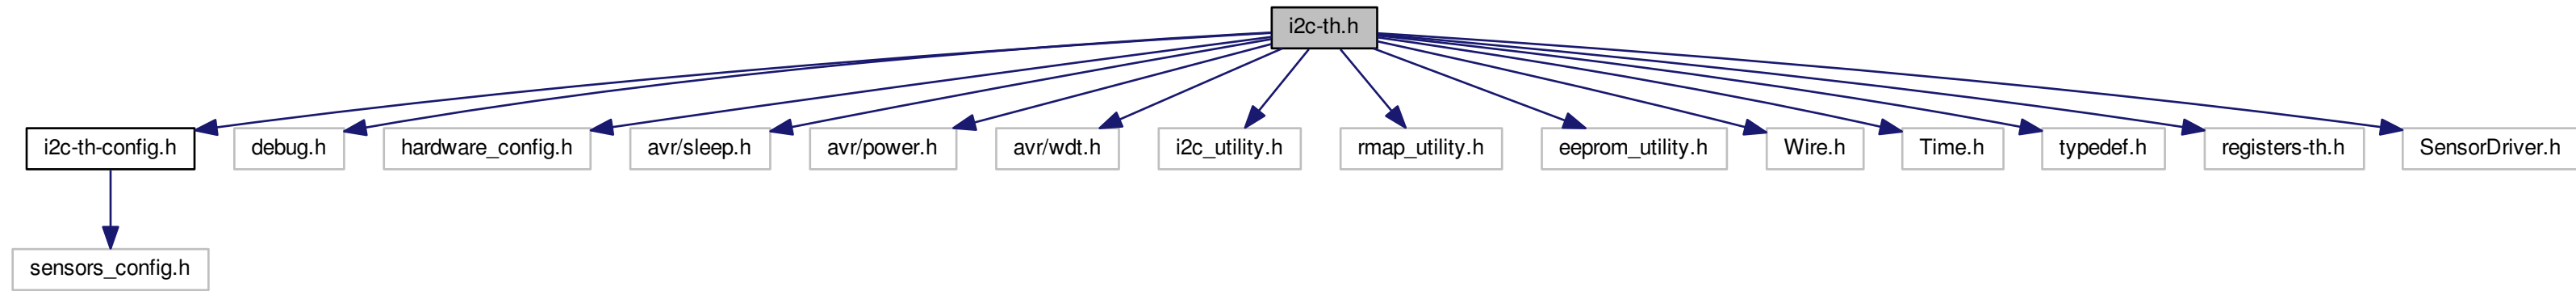 i2c-th.h
i2c-th-config.h
debug.h
hardware_config.h
avr/sleep.h
avr/power.h
avr/wdt.h
i2c_utility.h
rmap_utility.h
eeprom_utility.h
Wire.h
Time.h
typedef.h
registers-th.h
SensorDriver.h
sensors_config.h